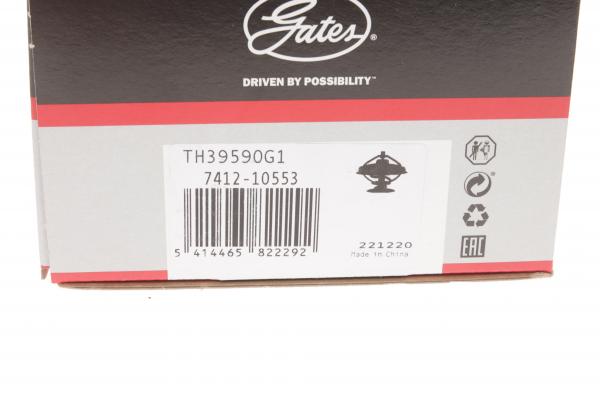 Gates®
DRIVEN BY POSSIBILITY™
TH39590G1
7412-10553
5 414465 822292
221220
Made in China
EAC